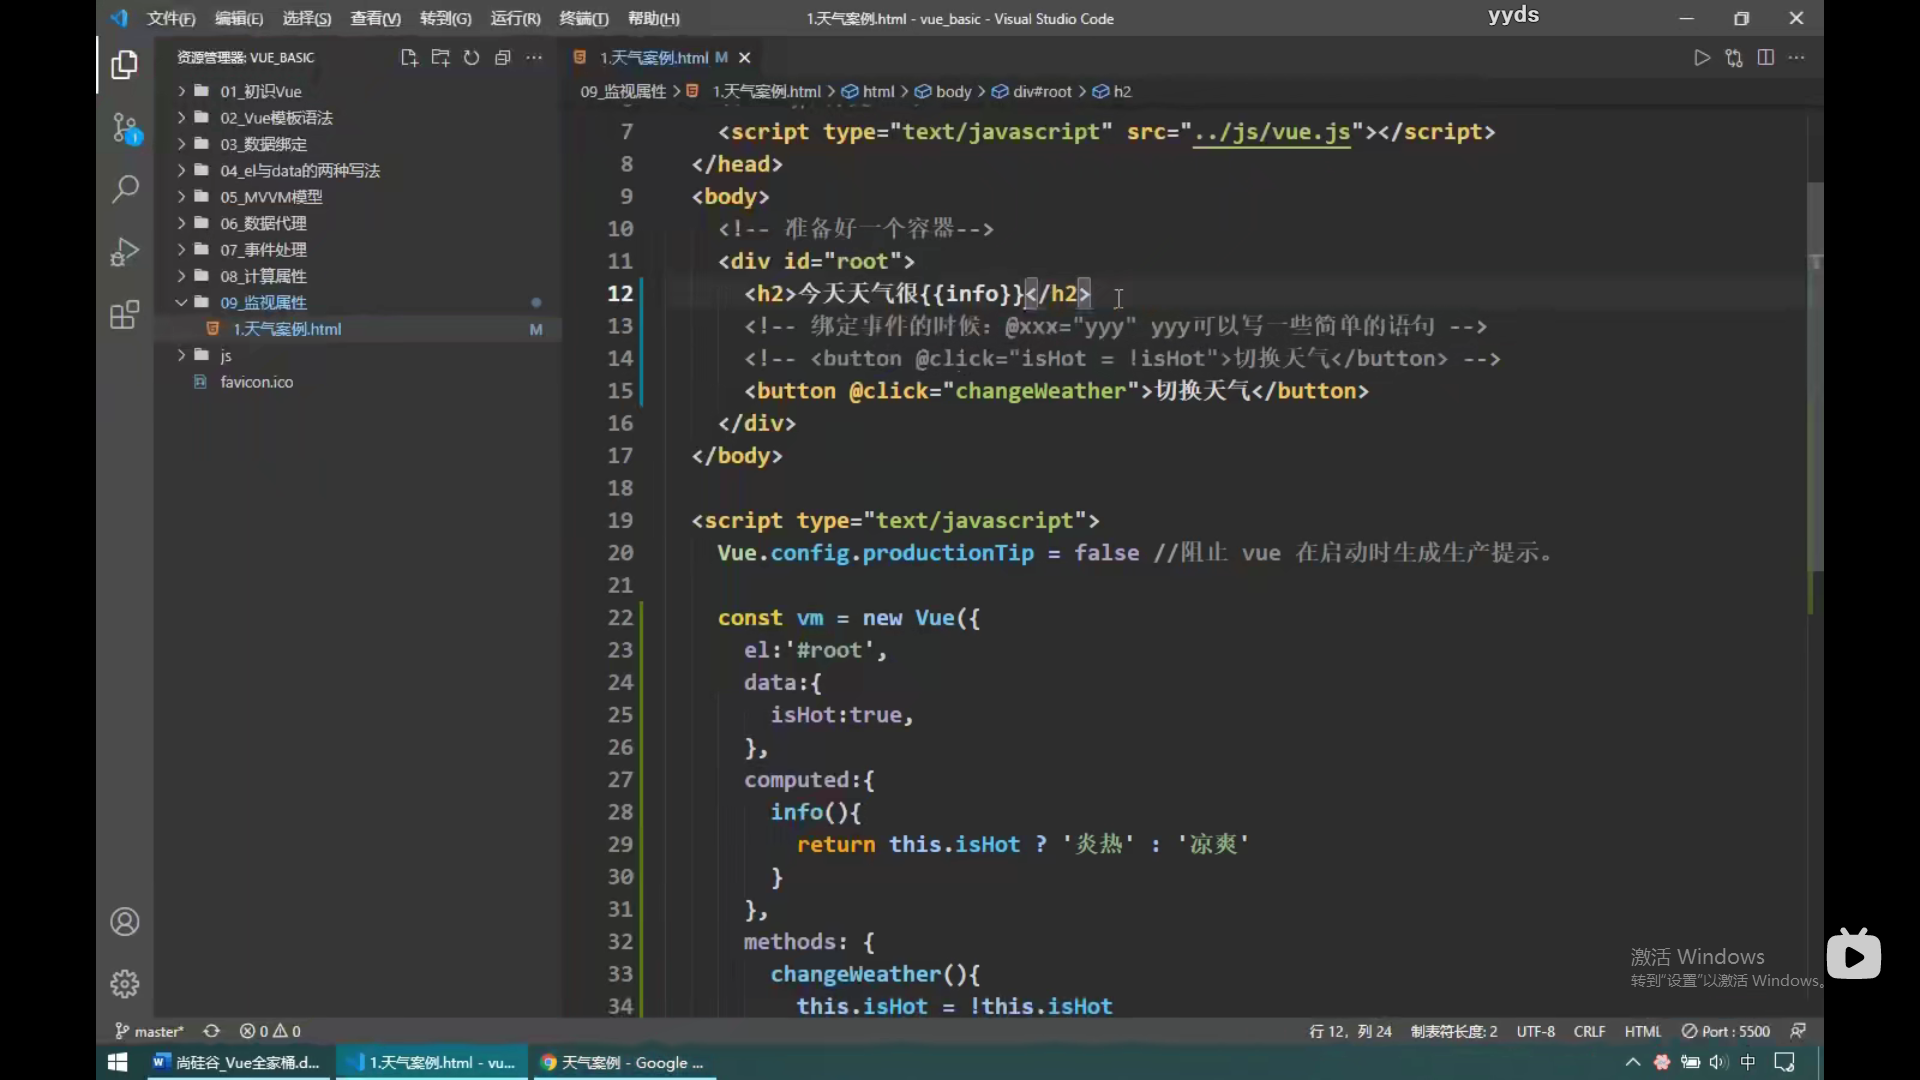 文件(F) 编辑(E) 选择(S) 查看(V) 转到(G) 运行(R) 终端(T) 帮助(H) 1.天气案例.html - vue_basic - Visual Studio Code yyds
资源管理器: VUE_BASIC
1.天气案例.html M
01_初识Vue
02_Vue模板语法
03_数据绑定
04_el与data的两种写法
05_MVVM模型
06_数据代理
07_事件处理
08_计算属性
09_监视属性
1.天气案例.html M
js
favicon.ico
09_监视属性 > 1.天气案例.html > html > body > div#root > h2
7 <script type="text/javascript" src="../js/vue.js"></script>
8 </head>
9 <body>
10 <!-- 准备好一个容器-->
11 <div id="root">
12 <h2>今天天气很{{info}}</h2>
13 <!-- 绑定事件的时候：@xxx="yyy" yyy可以写一些简单的语句 -->
14 <!-- <button @click="isHot = !isHot">切换天气</button> -->
15 <button @click="changeWeather">切换天气</button>
16 </div>
17 </body>
18
19 <script type="text/javascript">
20 Vue.config.productionTip = false //阻止 vue 在启动时生成生产提示。
21
22 const vm = new Vue({
23 el:'#root',
24 data:{
25 isHot:true,
26 },
27 computed:{
28 info(){
29 return this.isHot ? '炎热' : '凉爽'
30 }
31 },
32 methods: {
33 changeWeather(){
34 this.isHot = !this.isHot
激活 Windows
转到"设置"以激活 Windows。
master* 0 0 行 12，列 24 制表符长度: 2 UTF-8 CRLF HTML Port : 5500
尚硅谷_Vue全家桶.d... 1.天气案例.html - vu... 天气案例 - Google ... 中